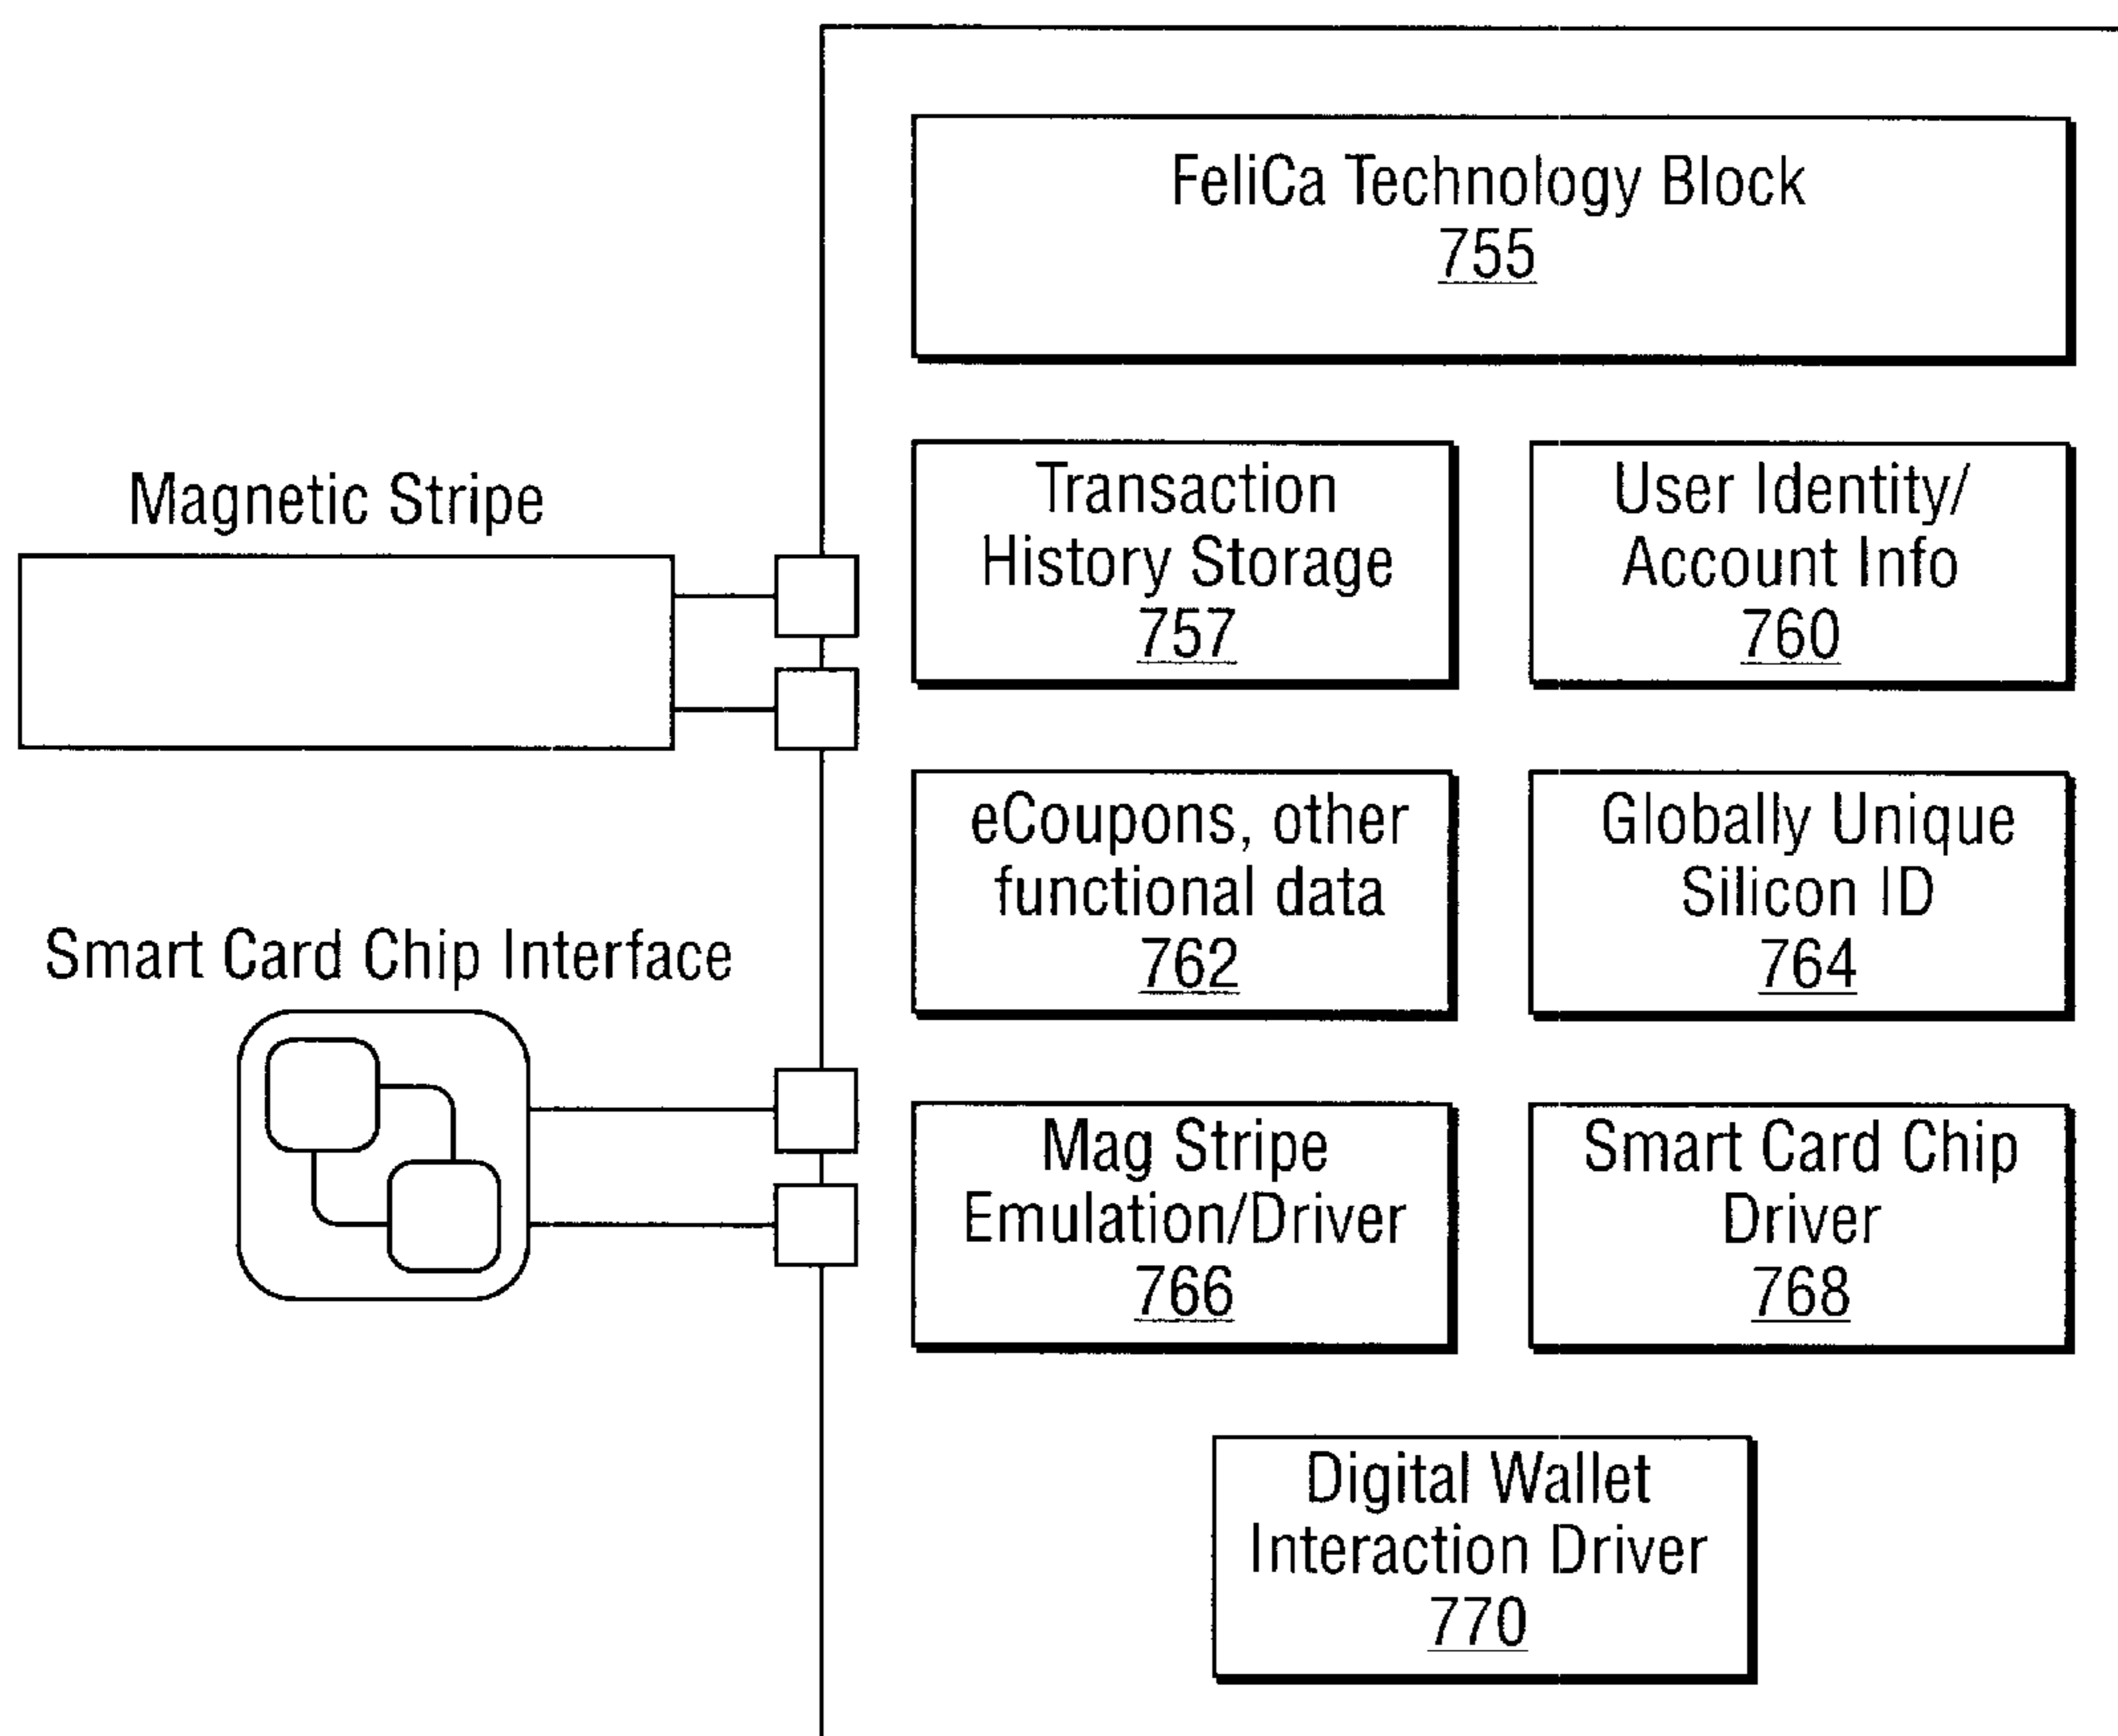 FeliCa Technology Block
755
Magnetic Stripe
Transaction
History Storage
757
User Identity/
Account Info
760
eCoupons, other
functional data
762
Globally Unique
Silicon ID
764
Smart Card Chip Interface
Mag Stripe
Emulation/Driver
766
Smart Card Chip
Driver
768
Digital Wallet
Interaction Driver
770